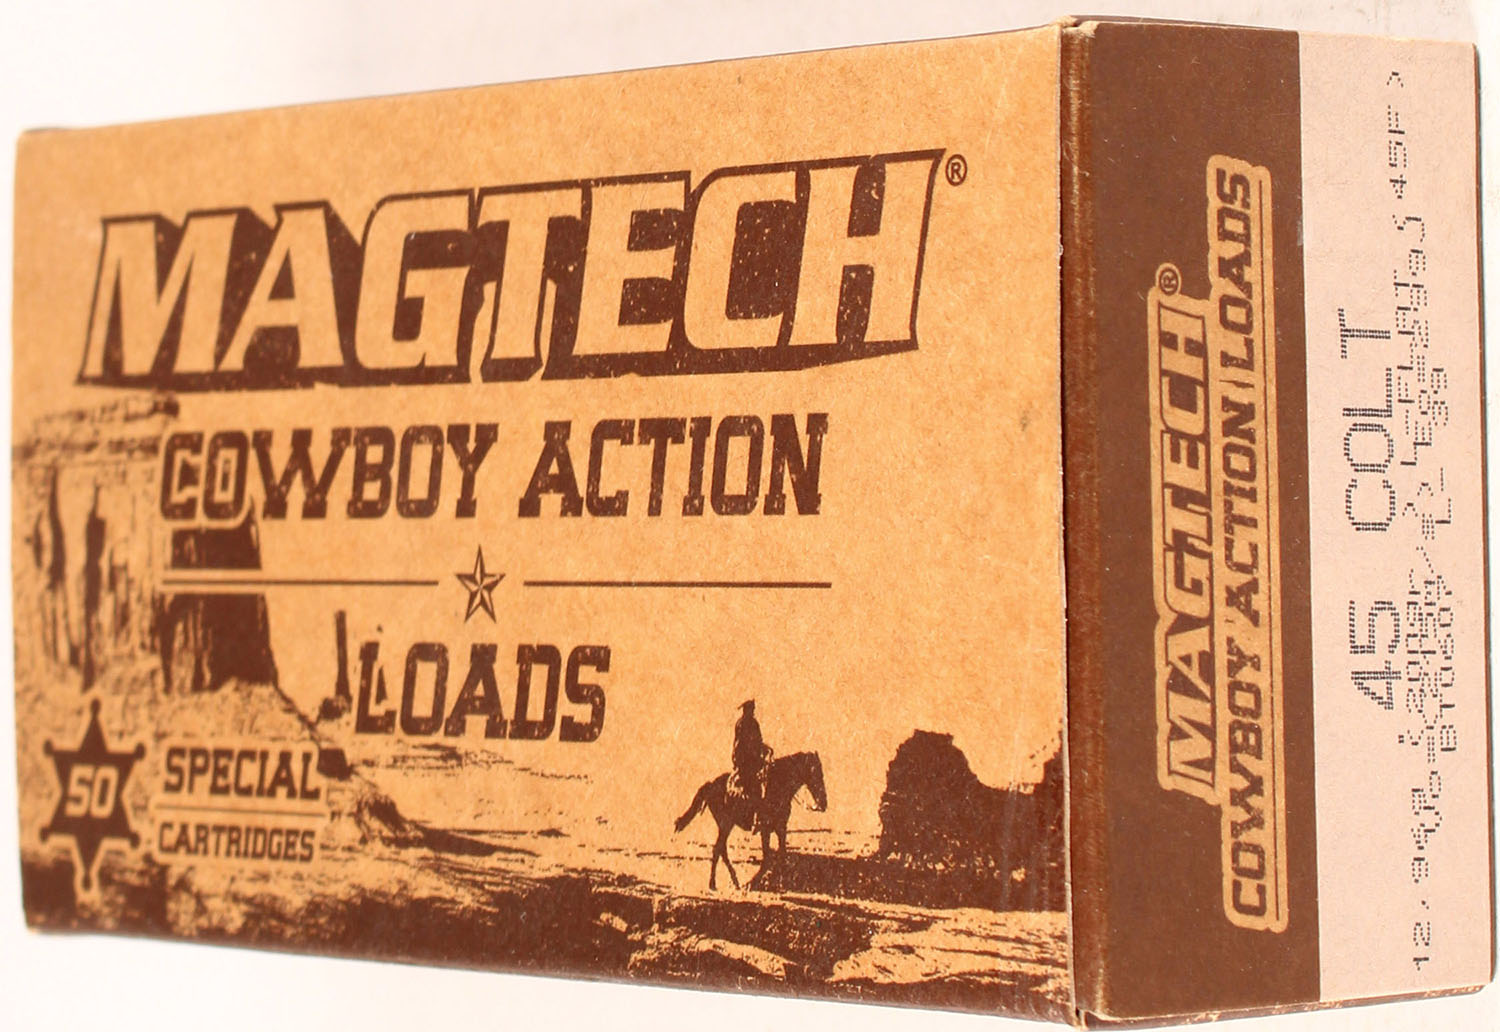 MAGTECH®
COWBOY ACTION
LOADS
50
SPECIAL
CARTRIDGES
MAGTECH®
COWBOY ACTION LOADS
45 COLT